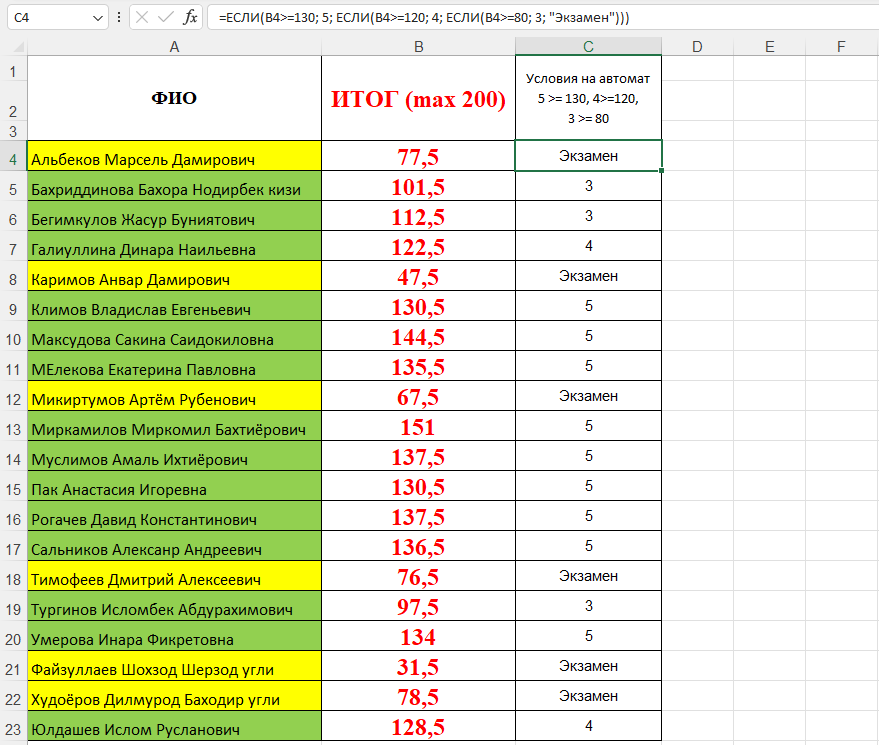 C4 fx =ЕСЛИ(B4>=130; 5; ЕСЛИ(B4>=120; 4; ЕСЛИ(B4>=80; 3; "Экзамен")))
A B C D E F
1
2
3
ФИО ИТОГ (max 200) Условия на автомат
5 >= 130, 4>=120,
3 >= 80
4 Альбеков Марсель Дамирович 77,5 Экзамен
5 Бахриддинова Бахора Нодирбек кизи 101,5 3
6 Бегимкулов Жасур Буниятович 112,5 3
7 Галиуллина Динара Наильевна 122,5 4
8 Каримов Анвар Дамирович 47,5 Экзамен
9 Климов Владислав Евгеньевич 130,5 5
10 Максудова Сакина Саидокиловна 144,5 5
11 МЕлекова Екатерина Павловна 135,5 5
12 Микиртумов Артём Рубенович 67,5 Экзамен
13 Миркамилов Миркомил Бахтиёрович 151 5
14 Муслимов Амаль Ихтиёрович 137,5 5
15 Пак Анастасия Игоревна 130,5 5
16 Рогачев Давид Константинович 137,5 5
17 Сальников Алексанр Андреевич 136,5 5
18 Тимофеев Дмитрий Алексеевич 76,5 Экзамен
19 Тургинов Исломбек Абдурахимович 97,5 3
20 Умерова Инара Фикретовна 134 5
21 Файзуллаев Шохзод Шерзод угли 31,5 Экзамен
22 Худоёров Дилмурод Баходир угли 78,5 Экзамен
23 Юлдашев Ислом Русланович 128,5 4